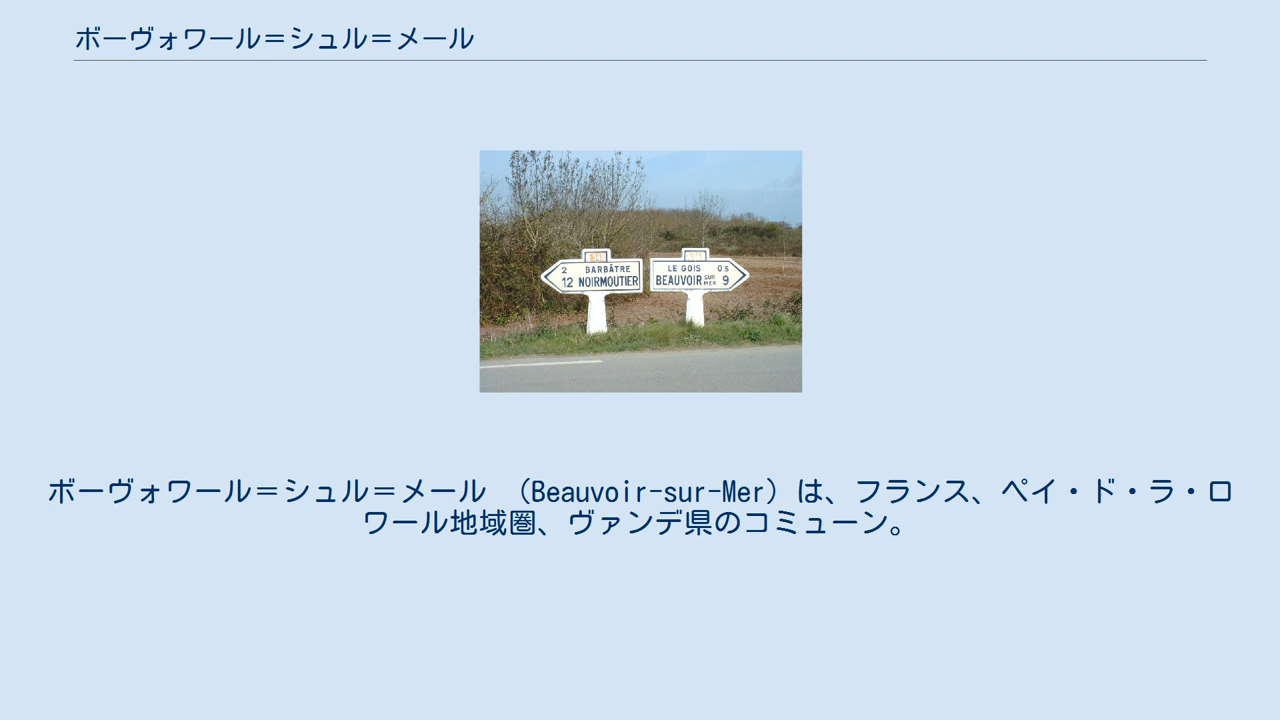 ボーヴォワール＝シュル＝メール
2 BARBÂTRE
12 NOIRMOUTIER
LE GOIS 0.5
BEAUVOIR SUR MER 9
ボーヴォワール＝シュル＝メール （Beauvoir-sur-Mer）は、フランス、ペイ・ド・ラ・ロ
ワール地域圏、ヴァンデ県のコミューン。